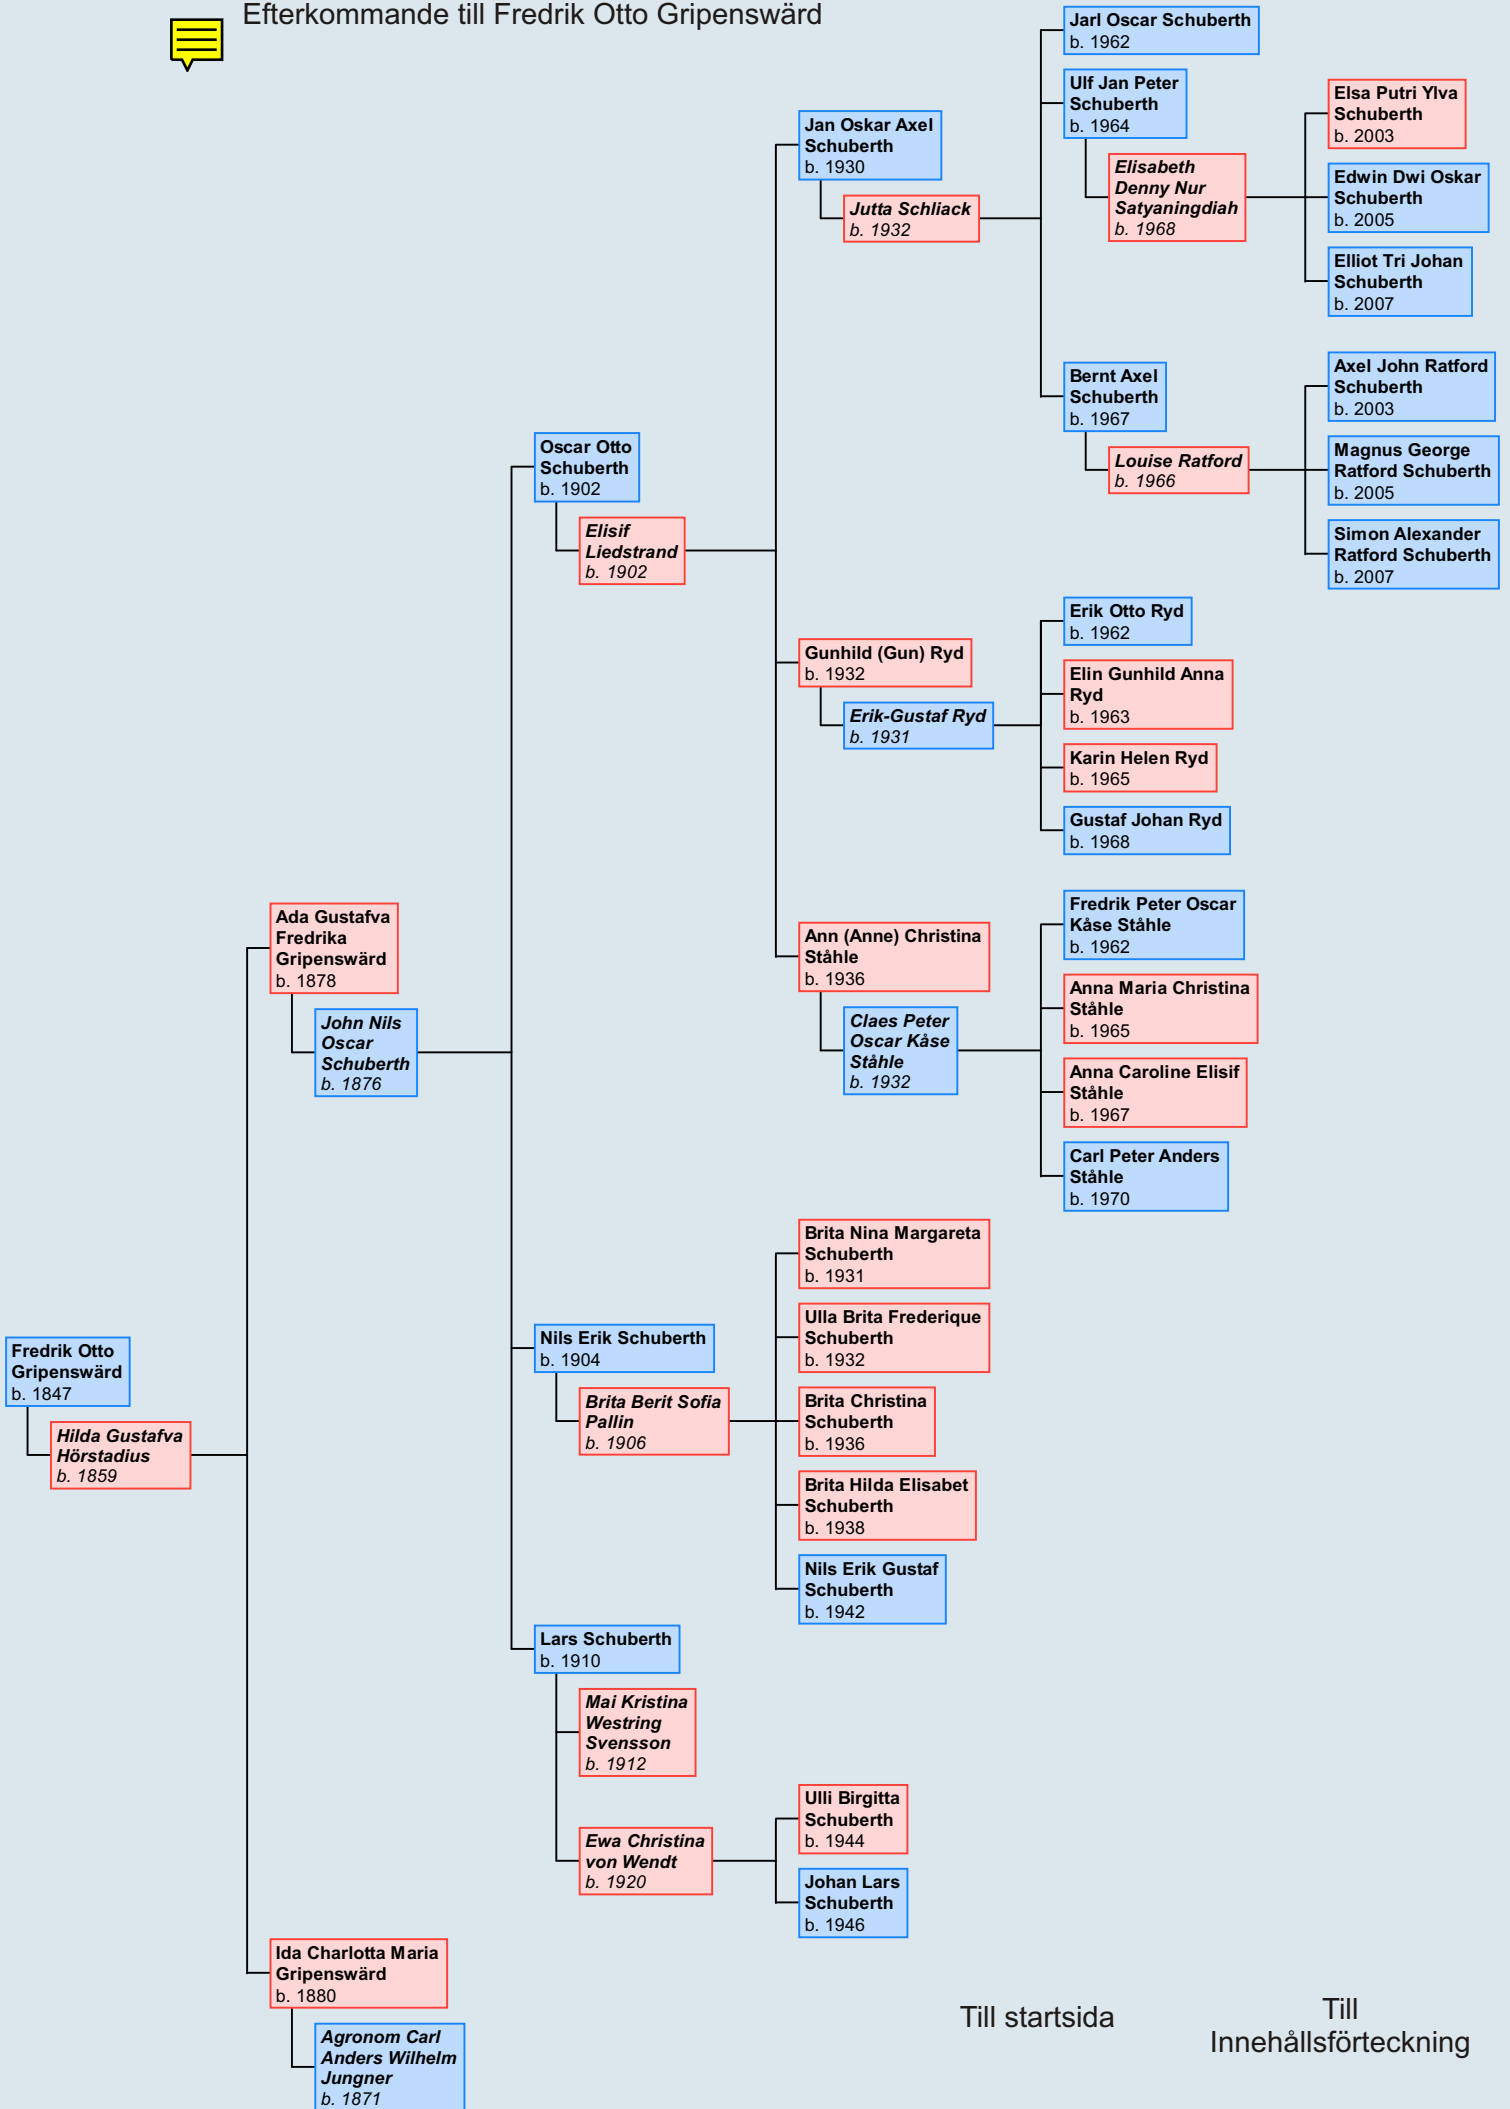 Efterkommande till Fredrik Otto Gripenswärd
Fredrik Otto
Gripenswärd
b. 1847
Hilda Gustafva
Hörstadius
b. 1859
Ada Gustafva
Fredrika
Gripenswärd
b. 1878
John Nils
Oscar
Schuberth
b. 1876
Oscar Otto
Schuberth
b. 1902
Elisif
Liedstrand
b. 1902
Jan Oskar Axel
Schuberth
b. 1930
Jutta Schliack
b. 1932
Jarl Oscar Schuberth
b. 1962
Ulf Jan Peter
Schuberth
b. 1964
Elisabeth
Denny Nur
Satyaningdiah
b. 1968
Elsa Putri Ylva
Schuberth
b. 2003
Edwin Dwi Oskar
Schuberth
b. 2005
Elliot Tri Johan
Schuberth
b. 2007
Bernt Axel
Schuberth
b. 1967
Louise Ratford
b. 1966
Axel John Ratford
Schuberth
b. 2003
Magnus George
Ratford Schuberth
b. 2005
Simon Alexander
Ratford Schuberth
b. 2007
Gunhild (Gun) Ryd
b. 1932
Erik-Gustaf Ryd
b. 1931
Erik Otto Ryd
b. 1962
Elin Gunhild Anna
Ryd
b. 1963
Karin Helen Ryd
b. 1965
Gustaf Johan Ryd
b. 1968
Ann (Anne) Christina
Ståhle
b. 1936
Claes Peter
Oscar Kåse
Ståhle
b. 1932
Fredrik Peter Oscar
Kåse Ståhle
b. 1962
Anna Maria Christina
Ståhle
b. 1965
Anna Caroline Elisif
Ståhle
b. 1967
Carl Peter Anders
Ståhle
b. 1970
Nils Erik Schuberth
b. 1904
Brita Berit Sofia
Pallin
b. 1906
Brita Nina Margareta
Schuberth
b. 1931
Ulla Brita Frederique
Schuberth
b. 1932
Brita Christina
Schuberth
b. 1936
Brita Hilda Elisabet
Schuberth
b. 1938
Nils Erik Gustaf
Schuberth
b. 1942
Lars Schuberth
b. 1910
Mai Kristina
Westring
Svensson
b. 1912
Ewa Christina
von Wendt
b. 1920
Ulli Birgitta
Schuberth
b. 1944
Johan Lars
Schuberth
b. 1946
Ida Charlotta Maria
Gripenswärd
b. 1880
Agronom Carl
Anders Wilhelm
Jungner
b. 1871
Till startsida
Till
Innehållsförteckning